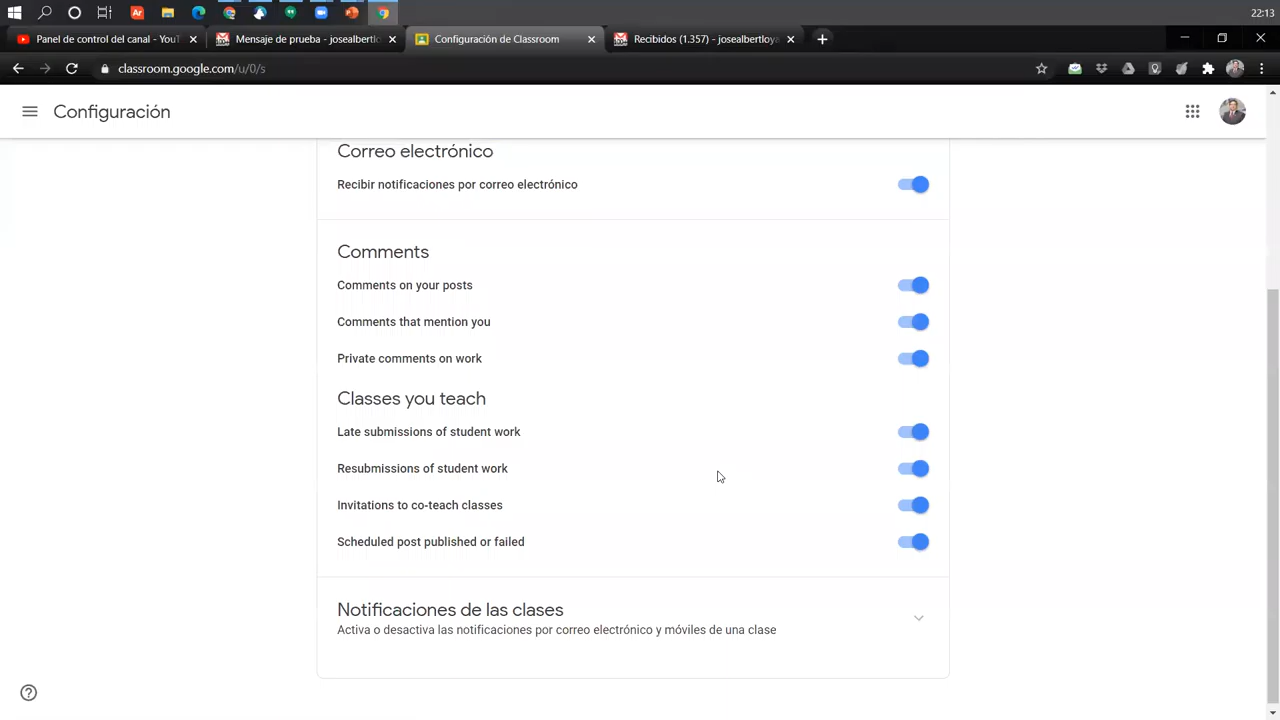 22:13
Panel de control del canal - YouT
Mensaje de prueba - josealbertlo
Configuración de Classroom
Recibidos (1.357) - josealbertloya
classroom.google.com/u/0/s
Configuración
Correo electrónico
Recibir notificaciones por correo electrónico
Comments
Comments on your posts
Comments that mention you
Private comments on work
Classes you teach
Late submissions of student work
Resubmissions of student work
Invitations to co-teach classes
Scheduled post published or failed
Notificaciones de las clases
Activa o desactiva las notificaciones por correo electrónico y móviles de una clase